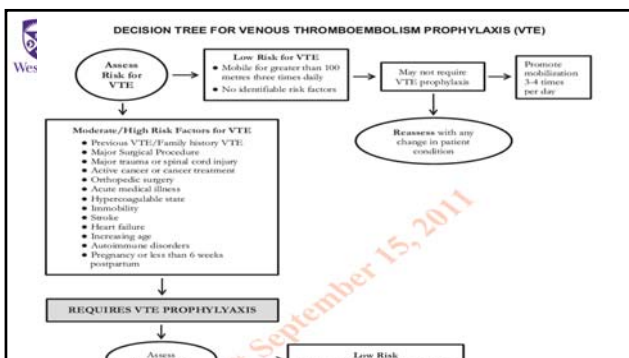 DECISION TREE FOR VENOUS THROMBOEMBOLISM PROPHYLAXIS (VTE)
Wes
Assess
Risk for
VTE
Low Risk for VTE
● Mobile for greater than 100
metres three times daily
● No identifiable risk factors
May not require
VTE prophylaxis
Promote
mobilization
3-4 times
per day
Reassess with any
change in patient
condition
Moderate/High Risk Factors for VTE
● Previous VTE/Family history VTE
● Major Surgical Procedure
● Major trauma or spinal cord injury
● Active cancer or cancer treatment
● Orthopedic surgery
● Acute medical illness
● Hypercoagulable state
● Immobility
● Stroke
● Heart failure
● Increasing age
● Autoimmune disorders
● Pregnancy or less than 6 weeks
postpartum
September 15, 2011
REQUIRES VTE PROPHYLYAXIS
Assess
Low Risk